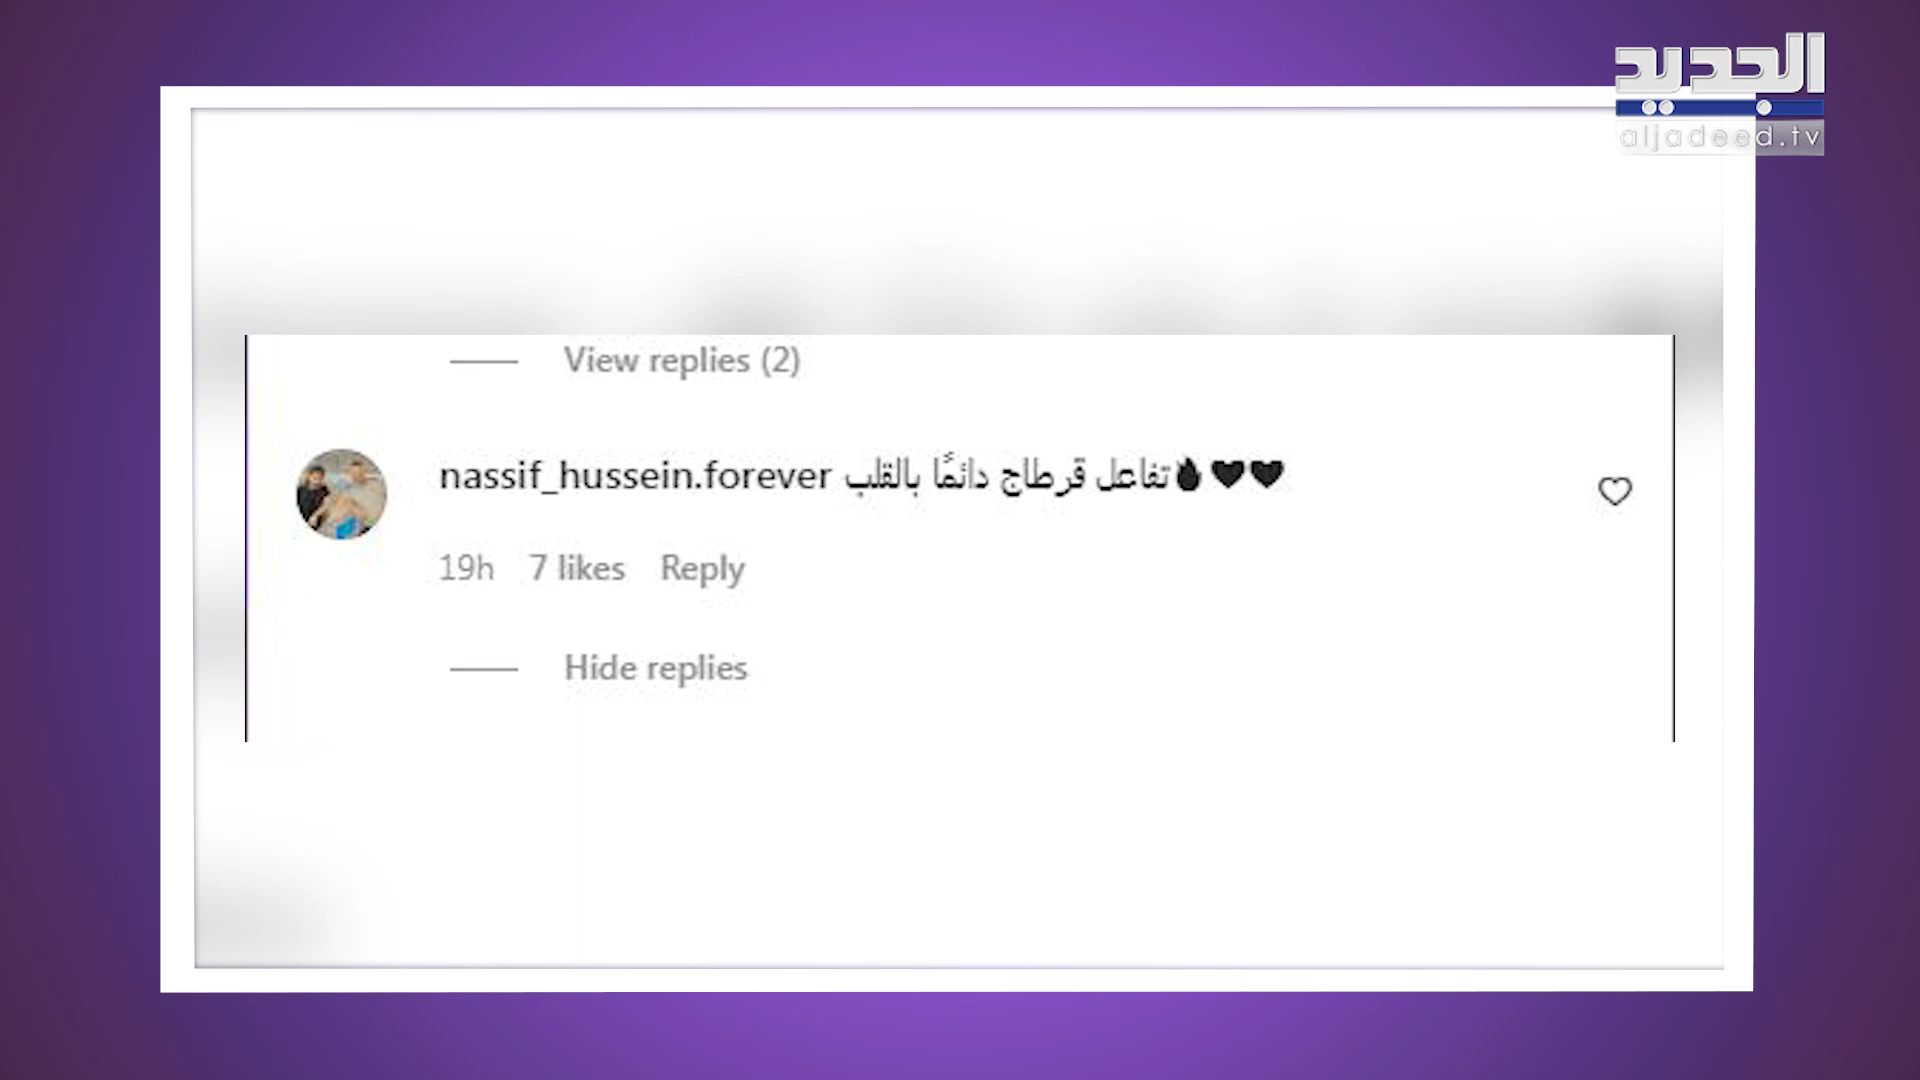 الجديد
aljadeed.tv
View replies (2)
nassif_hussein.forever تفاعل قرطاج دائمًا بالقلب🔥🖤🖤
19h 7 likes Reply
Hide replies